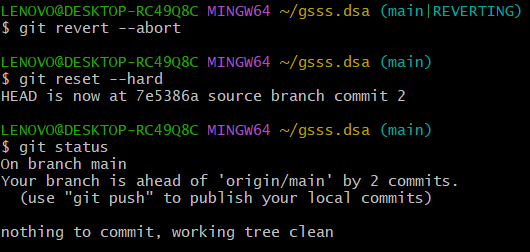 LENOVO@DESKTOP-RC49Q8C MINGW64 ~/gsss.dsa (main|REVERTING)
$ git revert --abort
LENOVO@DESKTOP-RC49Q8C MINGW64 ~/gsss.dsa (main)
$ git reset --hard
HEAD is now at 7e5386a source branch commit 2
LENOVO@DESKTOP-RC49Q8C MINGW64 ~/gsss.dsa (main)
$ git status
On branch main
Your branch is ahead of 'origin/main' by 2 commits.
  (use "git push" to publish your local commits)
nothing to commit, working tree clean